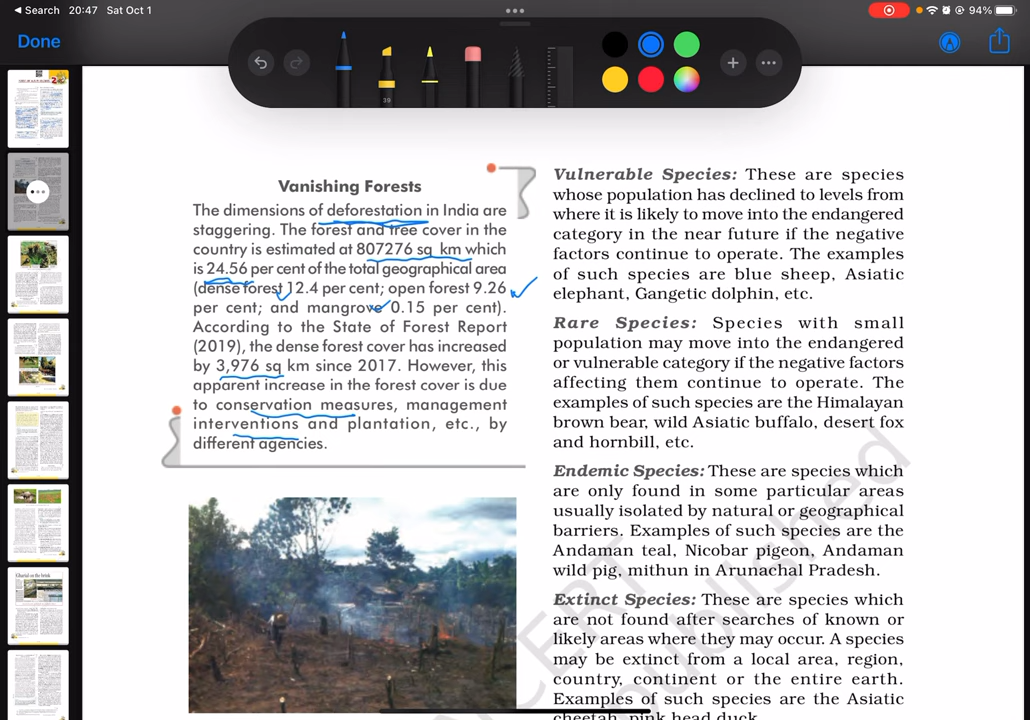 ◀ Search 20:47 Sat Oct 1
94%
Done
39
Vanishing Forests
The dimensions of deforestation in India are
staggering. The forest and tree cover in the
country is estimated at 807276 sq km which
is 24.56 per cent of the total geographical area
(dense forest 12.4 per cent; open forest 9.26
per cent; and mangrove 0.15 per cent).
According to the State of Forest Report
(2019), the dense forest cover has increased
by 3,976 sq km since 2017. However, this
apparent increase in the forest cover is due
to conservation measures, management
interventions and plantation, etc., by
different agencies.
Vulnerable Species: These are species
whose population has declined to levels from
where it is likely to move into the endangered
category in the near future if the negative
factors continue to operate. The examples
of such species are blue sheep, Asiatic
elephant, Gangetic dolphin, etc.
Rare Species: Species with small
population may move into the endangered
or vulnerable category if the negative factors
affecting them continue to operate. The
examples of such species are the Himalayan
brown bear, wild Asiatic buffalo, desert fox
and hornbill, etc.
Endemic Species: These are species which
are only found in some particular areas
usually isolated by natural or geographical
barriers. Examples of such species are the
Andaman teal, Nicobar pigeon, Andaman
wild pig, mithun in Arunachal Pradesh.
Extinct Species: These are species which
are not found after searches of known or
likely areas where they may occur. A species
may be extinct from a local area, region,
country, continent or the entire earth.
Examples of such species are the Asiatic
cheetah, pink head duck.
NCERT
published